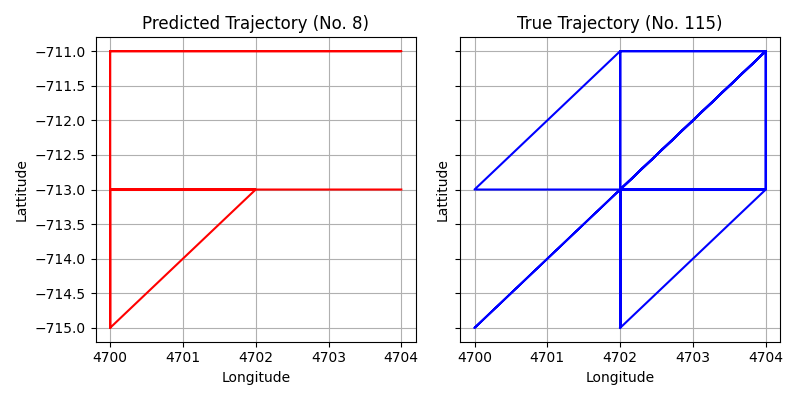 Predicted Trajectory (No. 8)
−711.0
−711.5
−712.0
−712.5
−713.0
−713.5
−714.0
−714.5
−715.0
Lattitude
4700 4701 4702 4703 4704
Longitude
True Trajectory (No. 115)
Lattitude
4700 4701 4702 4703 4704
Longitude